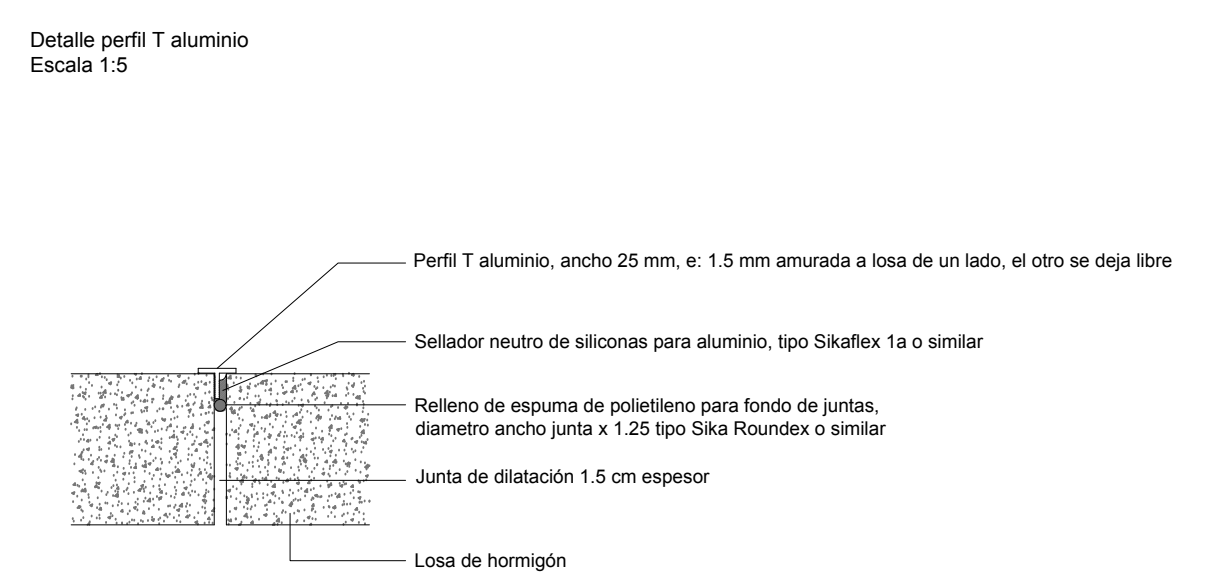 Detalle perfil T aluminio
Escala 1:5
Perfil T aluminio, ancho 25 mm, e: 1.5 mm amurada a losa de un lado, el otro se deja libre
Sellador neutro de siliconas para aluminio, tipo Sikaflex 1a o similar
Relleno de espuma de polietileno para fondo de juntas,
diametro ancho junta x 1.25 tipo Sika Roundex o similar
Junta de dilatación 1.5 cm espesor
Losa de hormigón